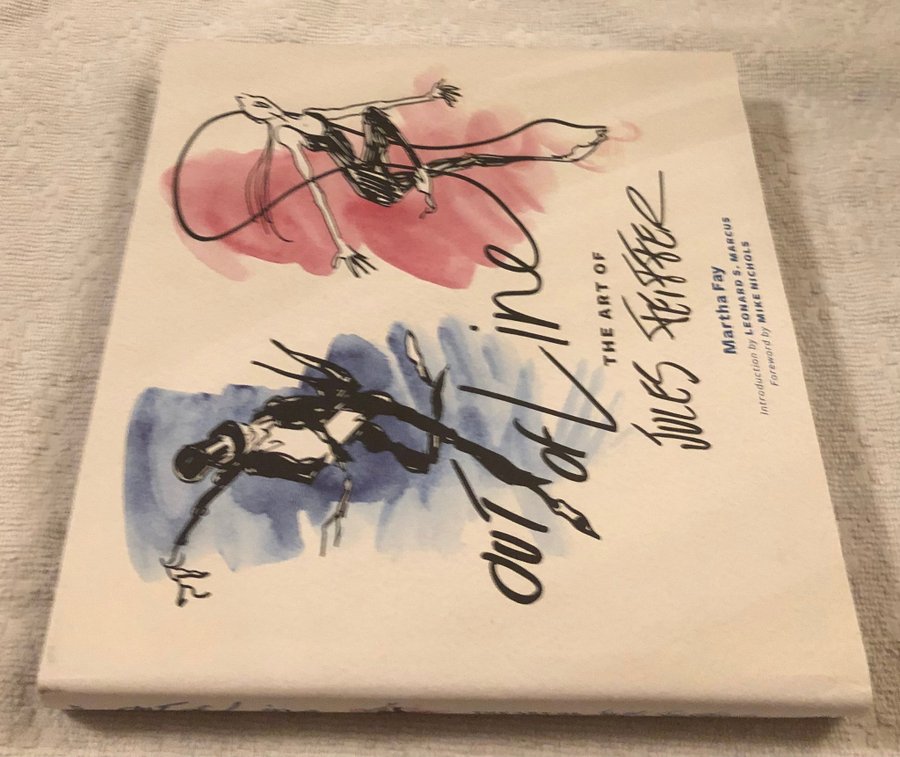 OUT of Line
THE ART OF
JULES FEIFFER
Martha Fay
Introduction by LEONARD S. MARCUS
Foreword by MIKE NICHOLS